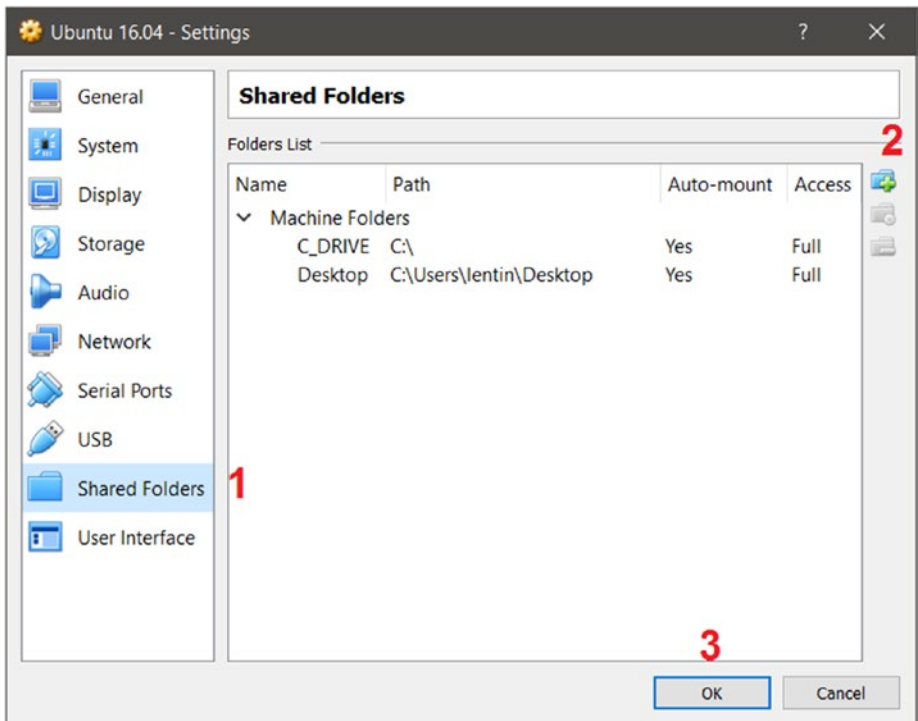 Ubuntu 16.04 - Settings ? ×
General
System
Display
Storage
Audio
Network
Serial Ports
USB
Shared Folders
User Interface
1
Shared Folders
Folders List
2
Name Path Auto-mount Access
Machine Folders
C_DRIVE C:\ Yes Full
Desktop C:\Users\lentin\Desktop Yes Full
3
OK Cancel